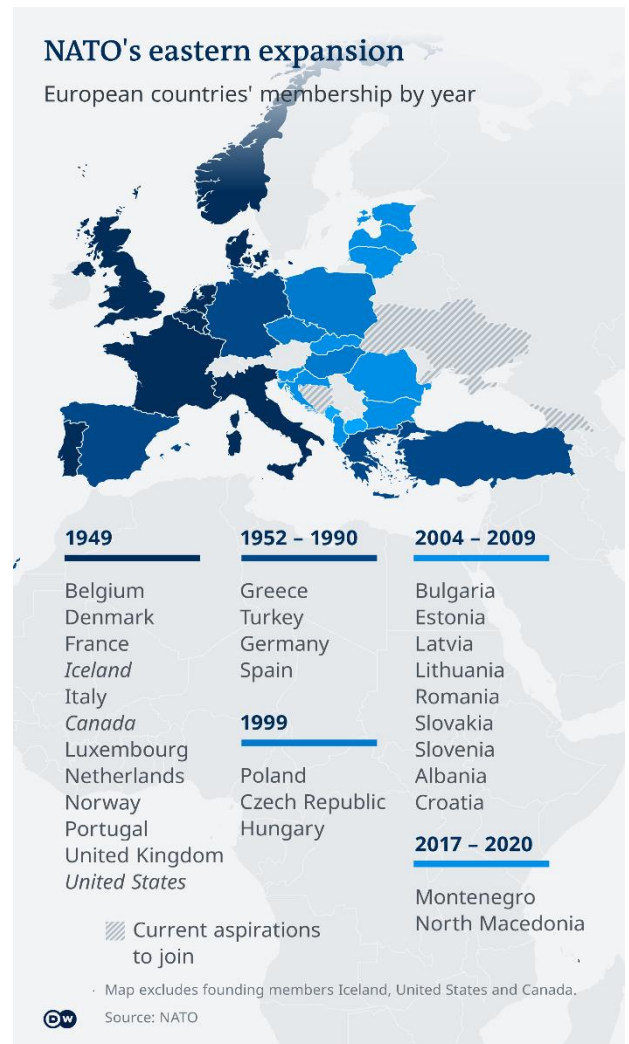 NATO's eastern expansion
European countries' membership by year
1949
Belgium
Denmark
France
Iceland
Italy
Canada
Luxembourg
Netherlands
Norway
Portugal
United Kingdom
United States
1952 – 1990
Greece
Turkey
Germany
Spain
1999
Poland
Czech Republic
Hungary
2004 – 2009
Bulgaria
Estonia
Latvia
Lithuania
Romania
Slovakia
Slovenia
Albania
Croatia
2017 – 2020
Montenegro
North Macedonia
Current aspirations
to join
· Map excludes founding members Iceland, United States and Canada.
DW
Source: NATO